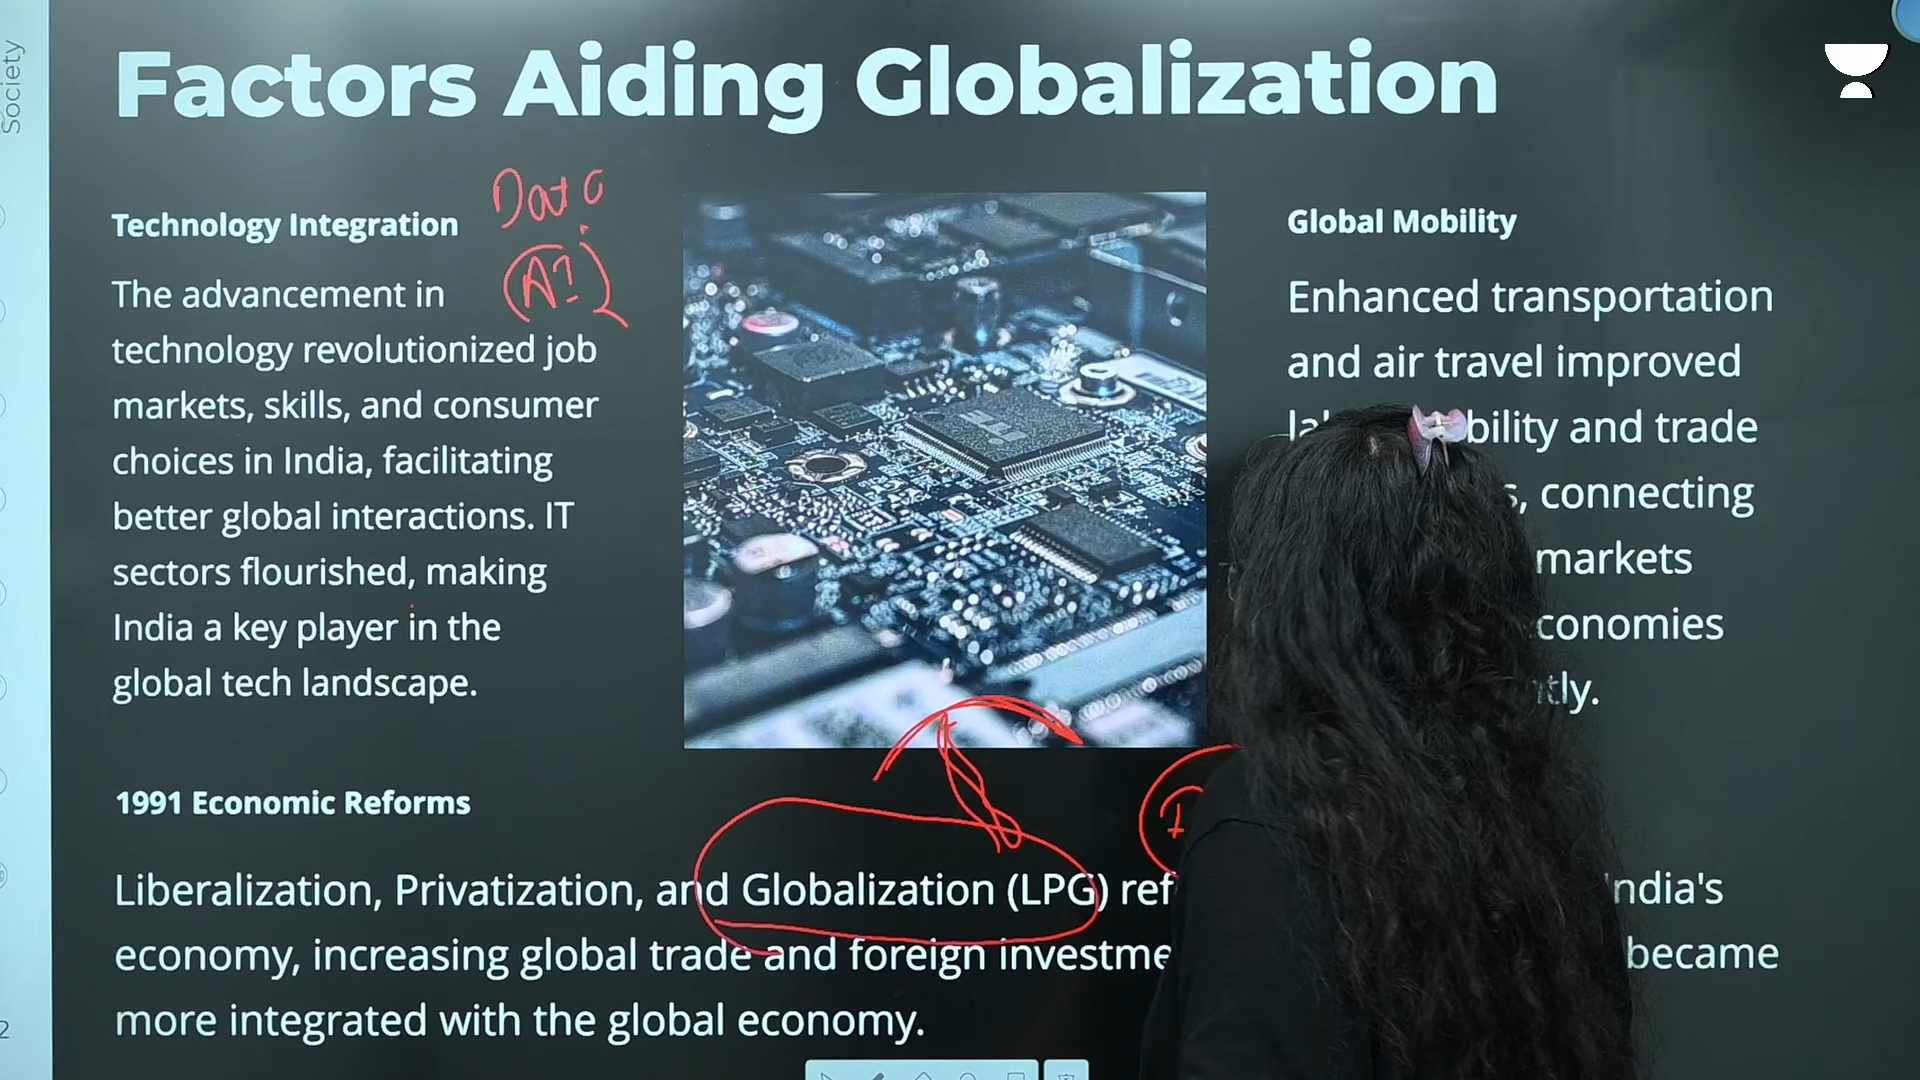 Society
Factors Aiding Globalization
Technology Integration
Data
The advancement in
technology revolutionized job
markets, skills, and consumer
choices in India, facilitating
better global interactions. IT
sectors flourished, making
India a key player in the
global tech landscape.
Global Mobility
Enhanced transportation
and air travel improved
bility and trade
, connecting
markets
conomies
tly.
1991 Economic Reforms
Liberalization, Privatization, and Globalization (LPG) ref
ndia's
economy, increasing global trade and foreign investme
became
more integrated with the global economy.
2